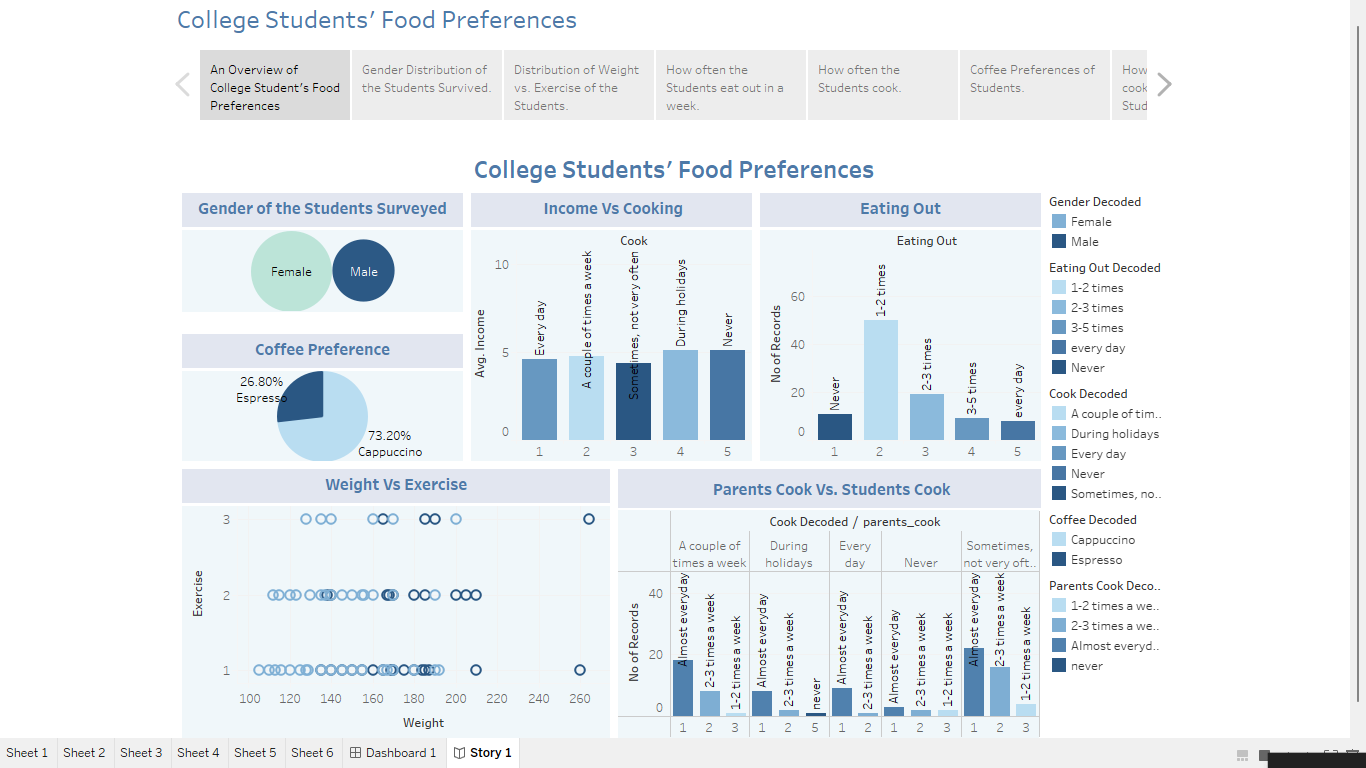 College Students’ Food Preferences
An Overview of
College Student’s Food
Preferences
Gender Distribution of
the Students Survived.
Distribution of Weight
vs. Exercise of the
Students.
How often the
Students eat out in a
week.
How often the
Students cook.
Coffee Preferences of
Students.
How
cook
Stud
College Students’ Food Preferences
Gender of the Students Surveyed
Female
Male
Coffee Preference
26.80%
Espresso
73.20%
Cappuccino
Income Vs Cooking
Cook
Avg. Income
10
5
0
Every day
A couple of times a week
Sometimes, not very often
During holidays
Never
1 2 3 4 5
Eating Out
Eating Out
No of Records
60
40
20
0
Never
1-2 times
2-3 times
3-5 times
every day
1 2 3 4 5
Gender Decoded
Female
Male
Eating Out Decoded
1-2 times
2-3 times
3-5 times
every day
Never
Cook Decoded
A couple of tim..
During holidays
Every day
Never
Sometimes, no..
Coffee Decoded
Cappuccino
Espresso
Parents Cook Deco..
1-2 times a we..
2-3 times a we..
Almost everyd..
never
Weight Vs Exercise
Exercise
3
2
1
100 120 140 160 180 200 220 240 260
Weight
Parents Cook Vs. Students Cook
Cook Decoded / parents_cook
A couple of
times a week
During
holidays
Every
day
Never
Sometimes,
not very oft..
No of Records
40
20
0
Almost everyday
2-3 times a week
1-2 times a week
Almost everyday
2-3 times a week
never
Almost everyday
2-3 times a week
Almost everyday
2-3 times a week
1-2 times a week
Almost everyday
2-3 times a week
1-2 times a week
1 2 3 1 2 5 1 2 1 2 3 1 2 3
Sheet 1 Sheet 2 Sheet 3 Sheet 4 Sheet 5 Sheet 6 Dashboard 1 Story 1